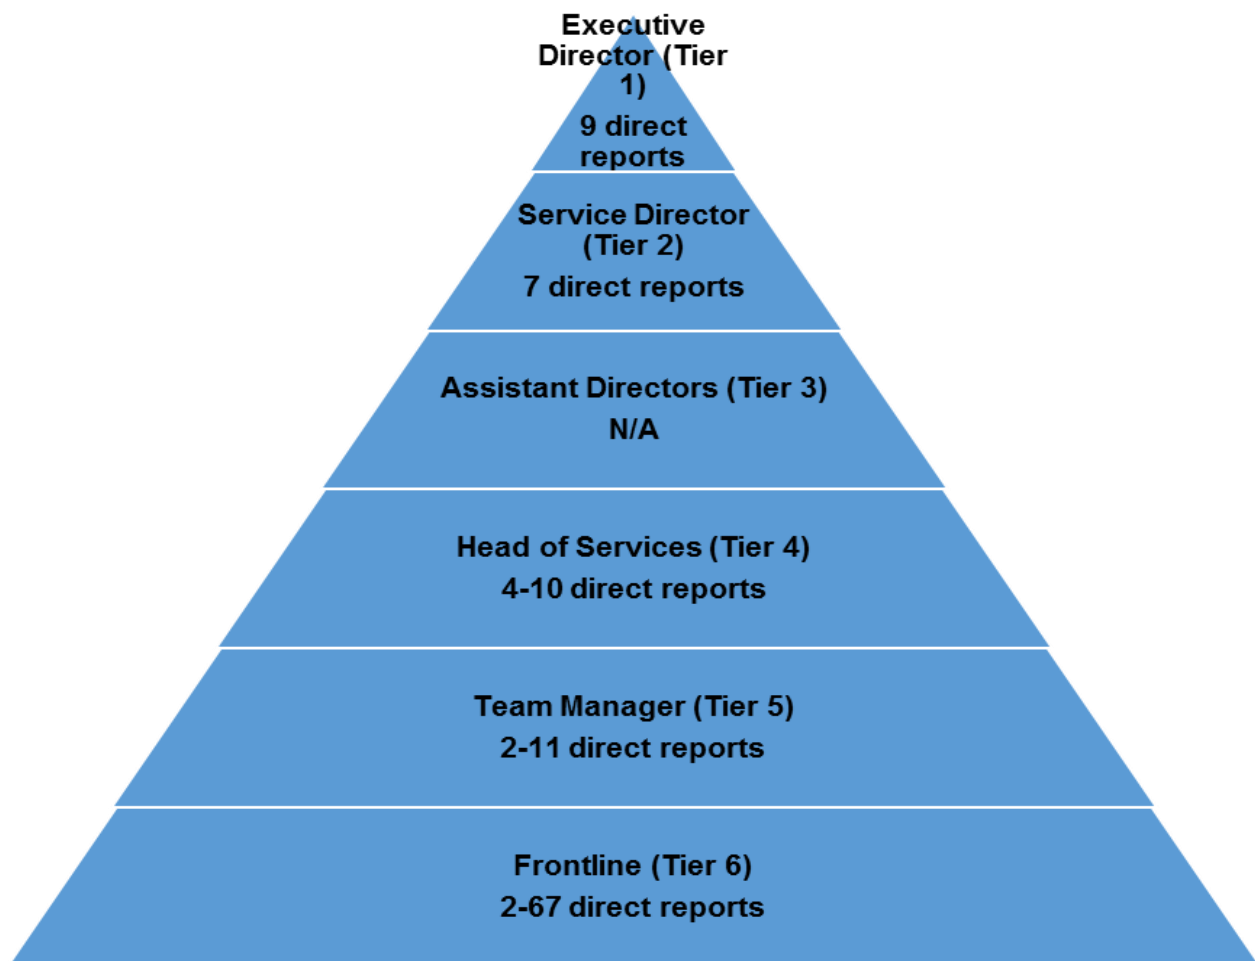 Executive
Director (Tier
1)
9 direct
reports
Service Director
(Tier 2)
7 direct reports
Assistant Directors (Tier 3)
N/A
Head of Services (Tier 4)
4-10 direct reports
Team Manager (Tier 5)
2-11 direct reports
Frontline (Tier 6)
2-67 direct reports